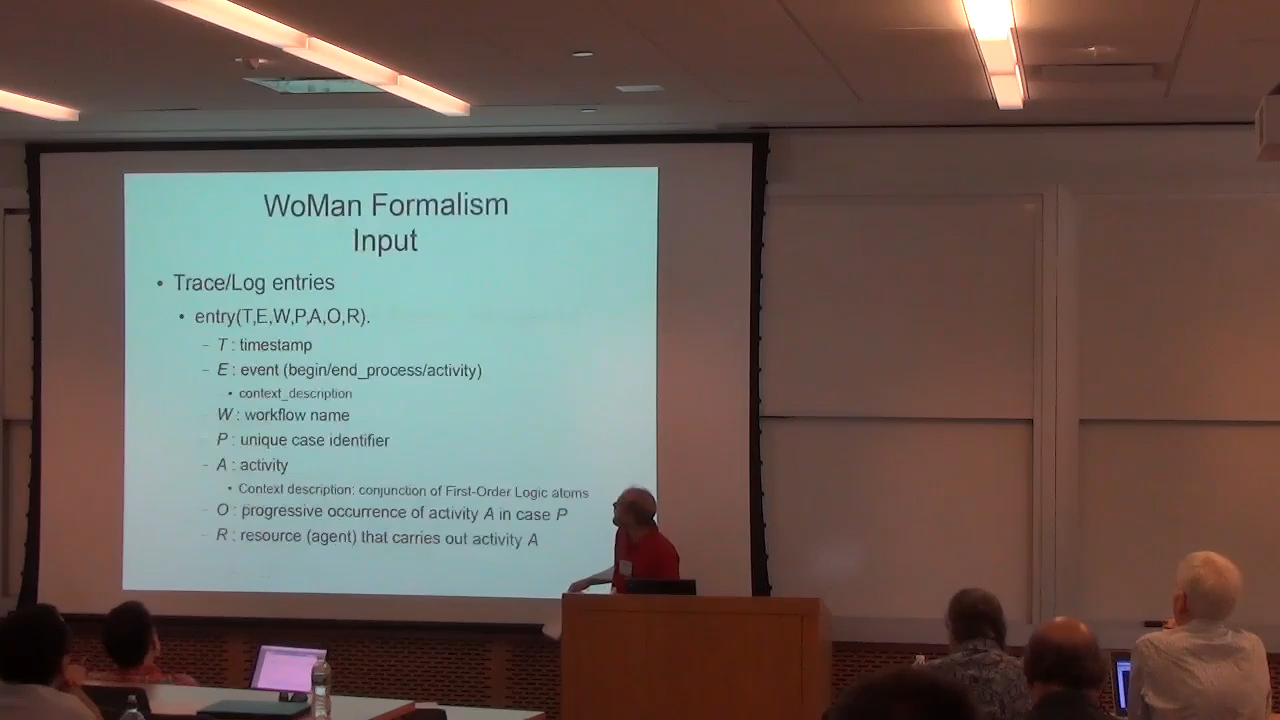 WoMan Formalism
Input
• Trace/Log entries
• entry(T,E,W,P,A,O,R).
– T : timestamp
– E : event (begin/end_process/activity)
• context_description
W : workflow name
P : unique case identifier
– A : activity
• Context description: conjunction of First-Order Logic atoms
O : progressive occurrence of activity A in case P
R : resource (agent) that carries out activity A